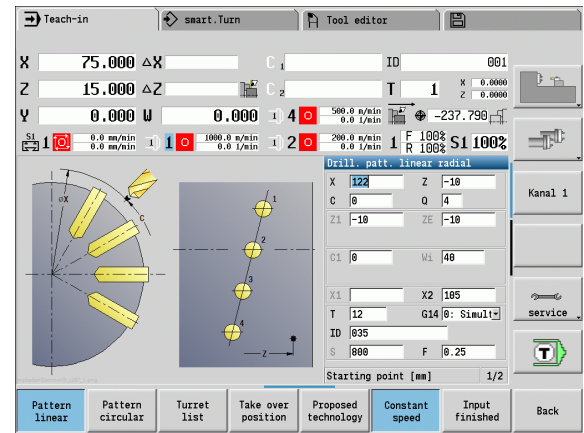 Teach-in smart.Turn Tool editor
X 75.000 △X C 1 ID 001
Z 15.000 △Z C 2 T 1 X 0.0000
Z 0.0000
Y 0.000 W 0.000 1) 4 500.0 m/min
0.0 1/min -237.790
S1 1 0.0 mm/min
0.0 m/min 1) 1 1000.0 m/min
0.0 1/min 1) 2 200.0 m/min
0.0 1/min 1 F 100%
R 100% S1 100%
Drill. patt. linear radial
X 122 Z -10
C 0 Q 4
Z1 -10 ZE -10
C1 0 Wi 40
X1 X2 105
T 12 G14 0: Simult
ID 035
S 800 F 0.25
Starting point [mm] 1/2
øX
C
1
2
3
4
Z
Kanal 1
service
T
Pattern
linear
Pattern
circular
Turret
list
Take over
position
Proposed
technology
Constant
speed
Input
finished
Back